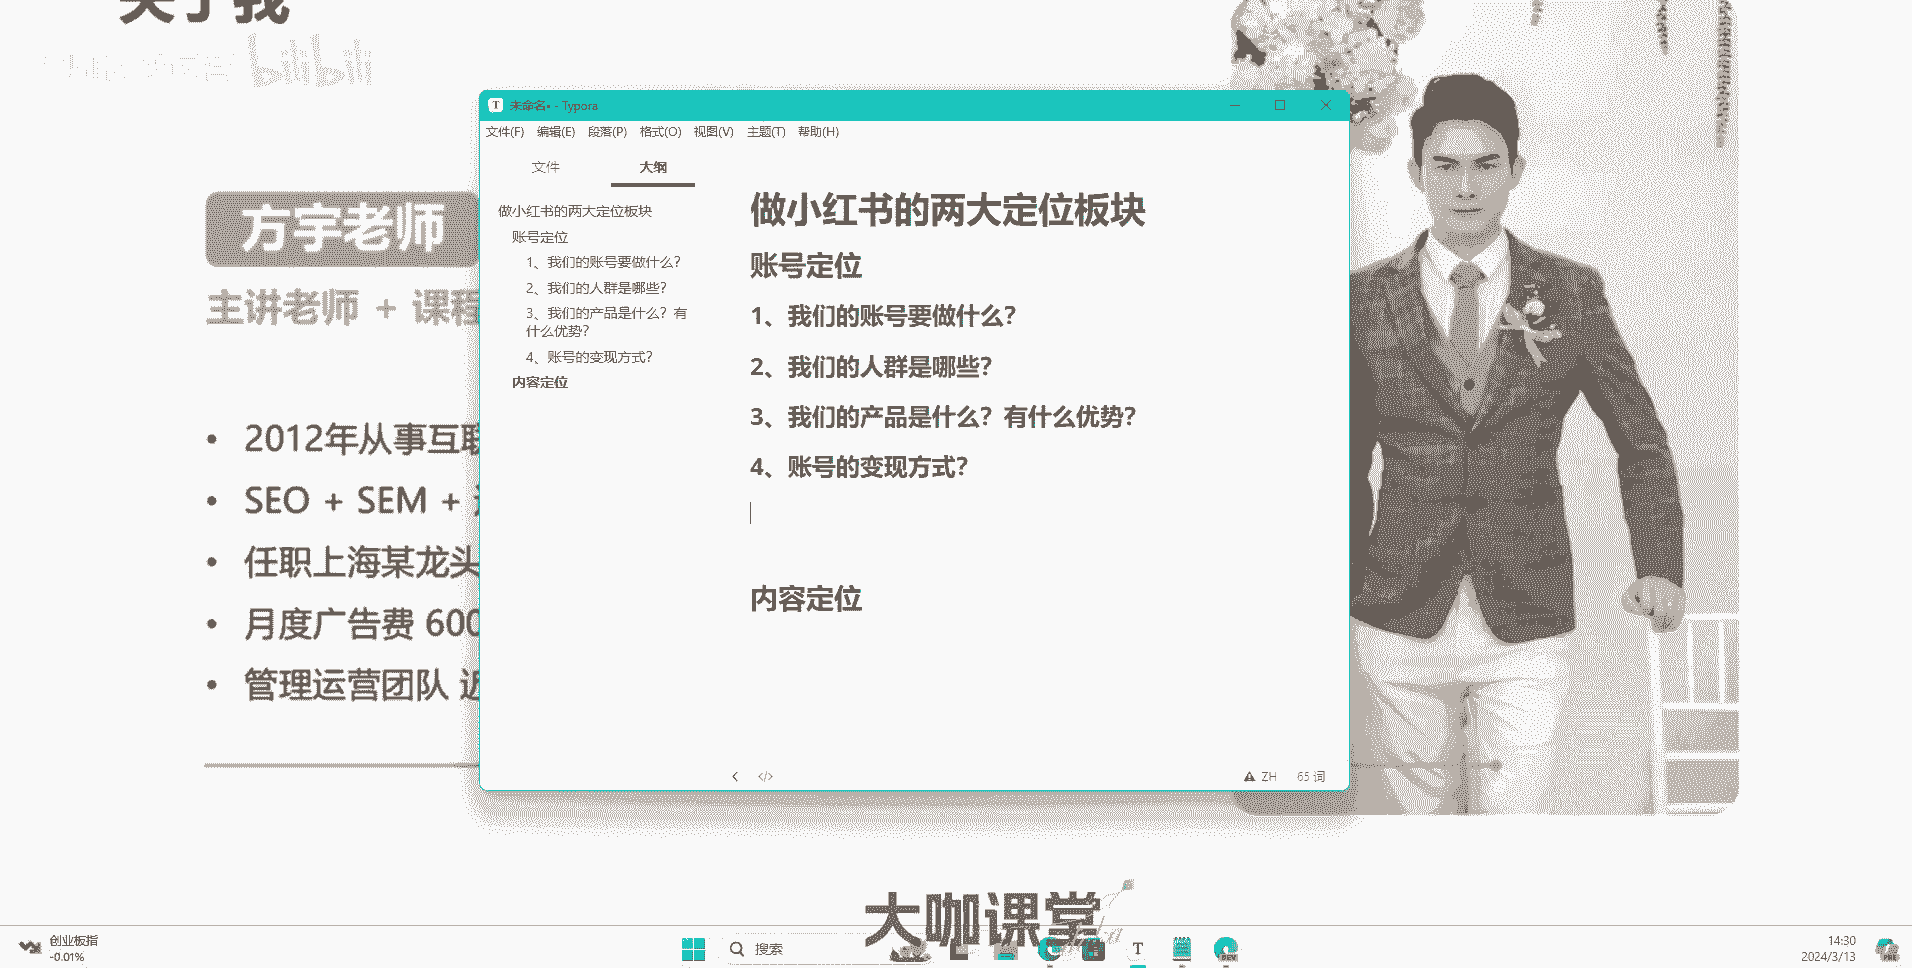 关于我
bilibili
未命名• - Typora
文件(F) 编辑(E) 段落(P) 格式(O) 视图(V) 主题(T) 帮助(H)
文件 大纲
做小红书的两大定位板块
账号定位
1、我们的账号要做什么？
2、我们的人群是哪些？
3、我们的产品是什么？有
什么优势？
4、账号的变现方式？
内容定位
做小红书的两大定位板块
账号定位
1、我们的账号要做什么？
2、我们的人群是哪些？
3、我们的产品是什么？有什么优势？
4、账号的变现方式？
内容定位
ZH 65 词
方宇老师
主讲老师 + 课程
• 2012年从事互联
• SEO + SEM +
• 任职上海某龙头
• 月度广告费 600
• 管理运营团队 近
大咖课堂
创业板指
-0.01%
搜索
14:30
2024/3/13